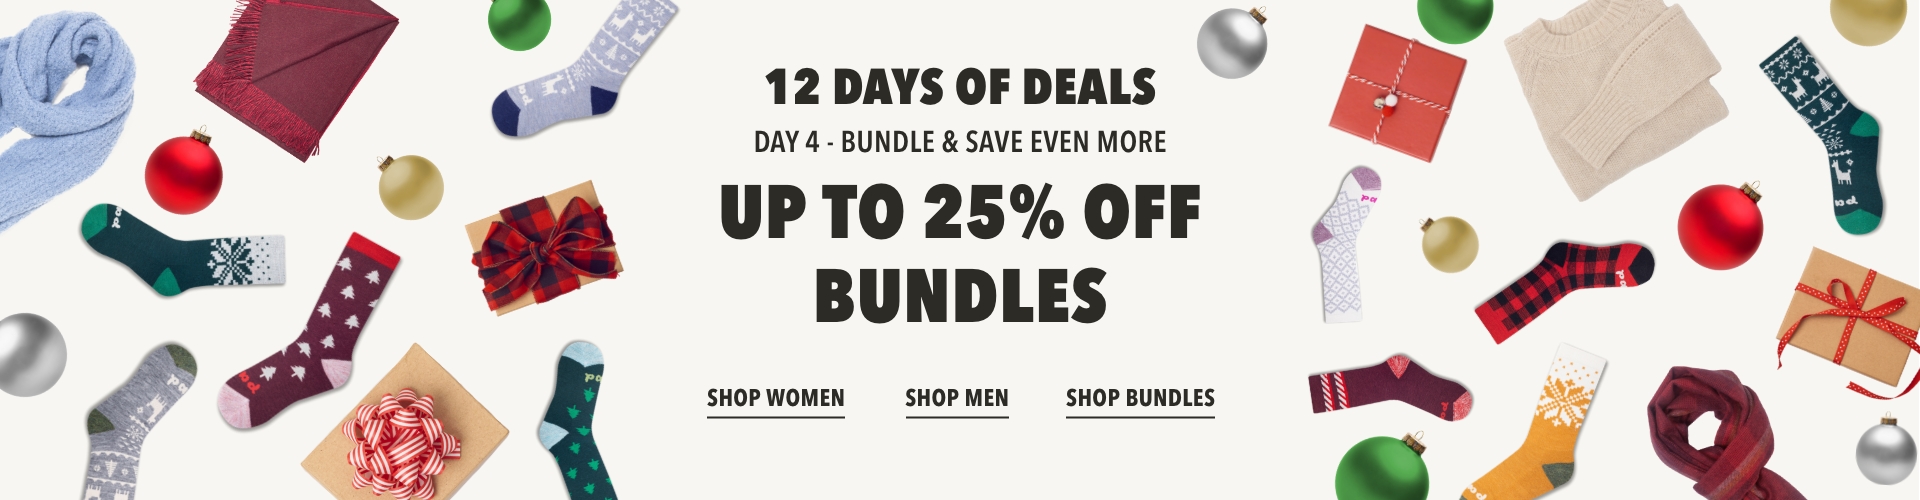 12 DAYS OF DEALS
DAY 4 - BUNDLE & SAVE EVEN MORE
UP TO 25% OFF
BUNDLES
SHOP WOMEN
SHOP MEN
SHOP BUNDLES